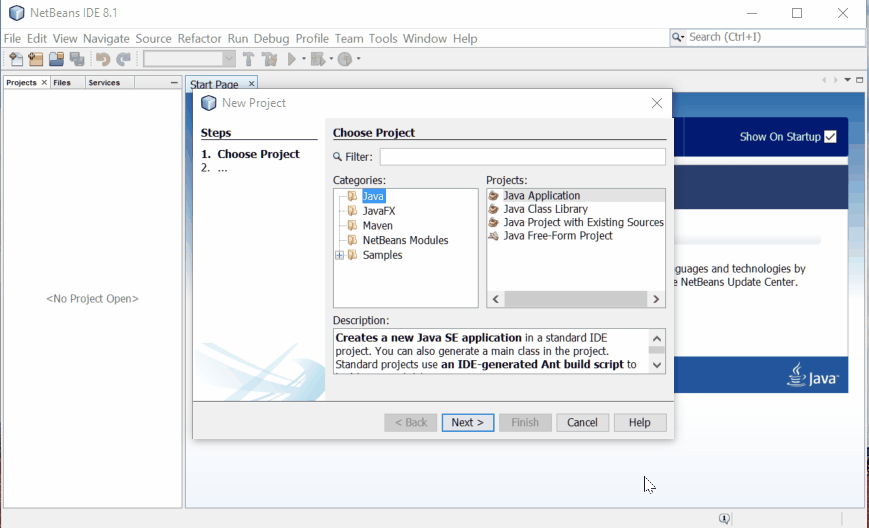 NetBeans IDE 8.1
File Edit View Navigate Source Refactor Run Debug Profile Team Tools Window Help
Search (Ctrl+I)
Projects Files Services
Start Page
New Project
Show On Startup
Steps
1. Choose Project
2. ...
Choose Project
Filter:
Categories:
Java
JavaFX
Maven
NetBeans Modules
Samples
Projects:
Java Application
Java Class Library
Java Project with Existing Sources
Java Free-Form Project
Description:
Creates a new Java SE application in a standard IDE
project. You can also generate a main class in the project.
Standard projects use an IDE-generated Ant build script to
< Back Next > Finish Cancel Help
<No Project Open>
and technologies by
NetBeans Update Center.
Java